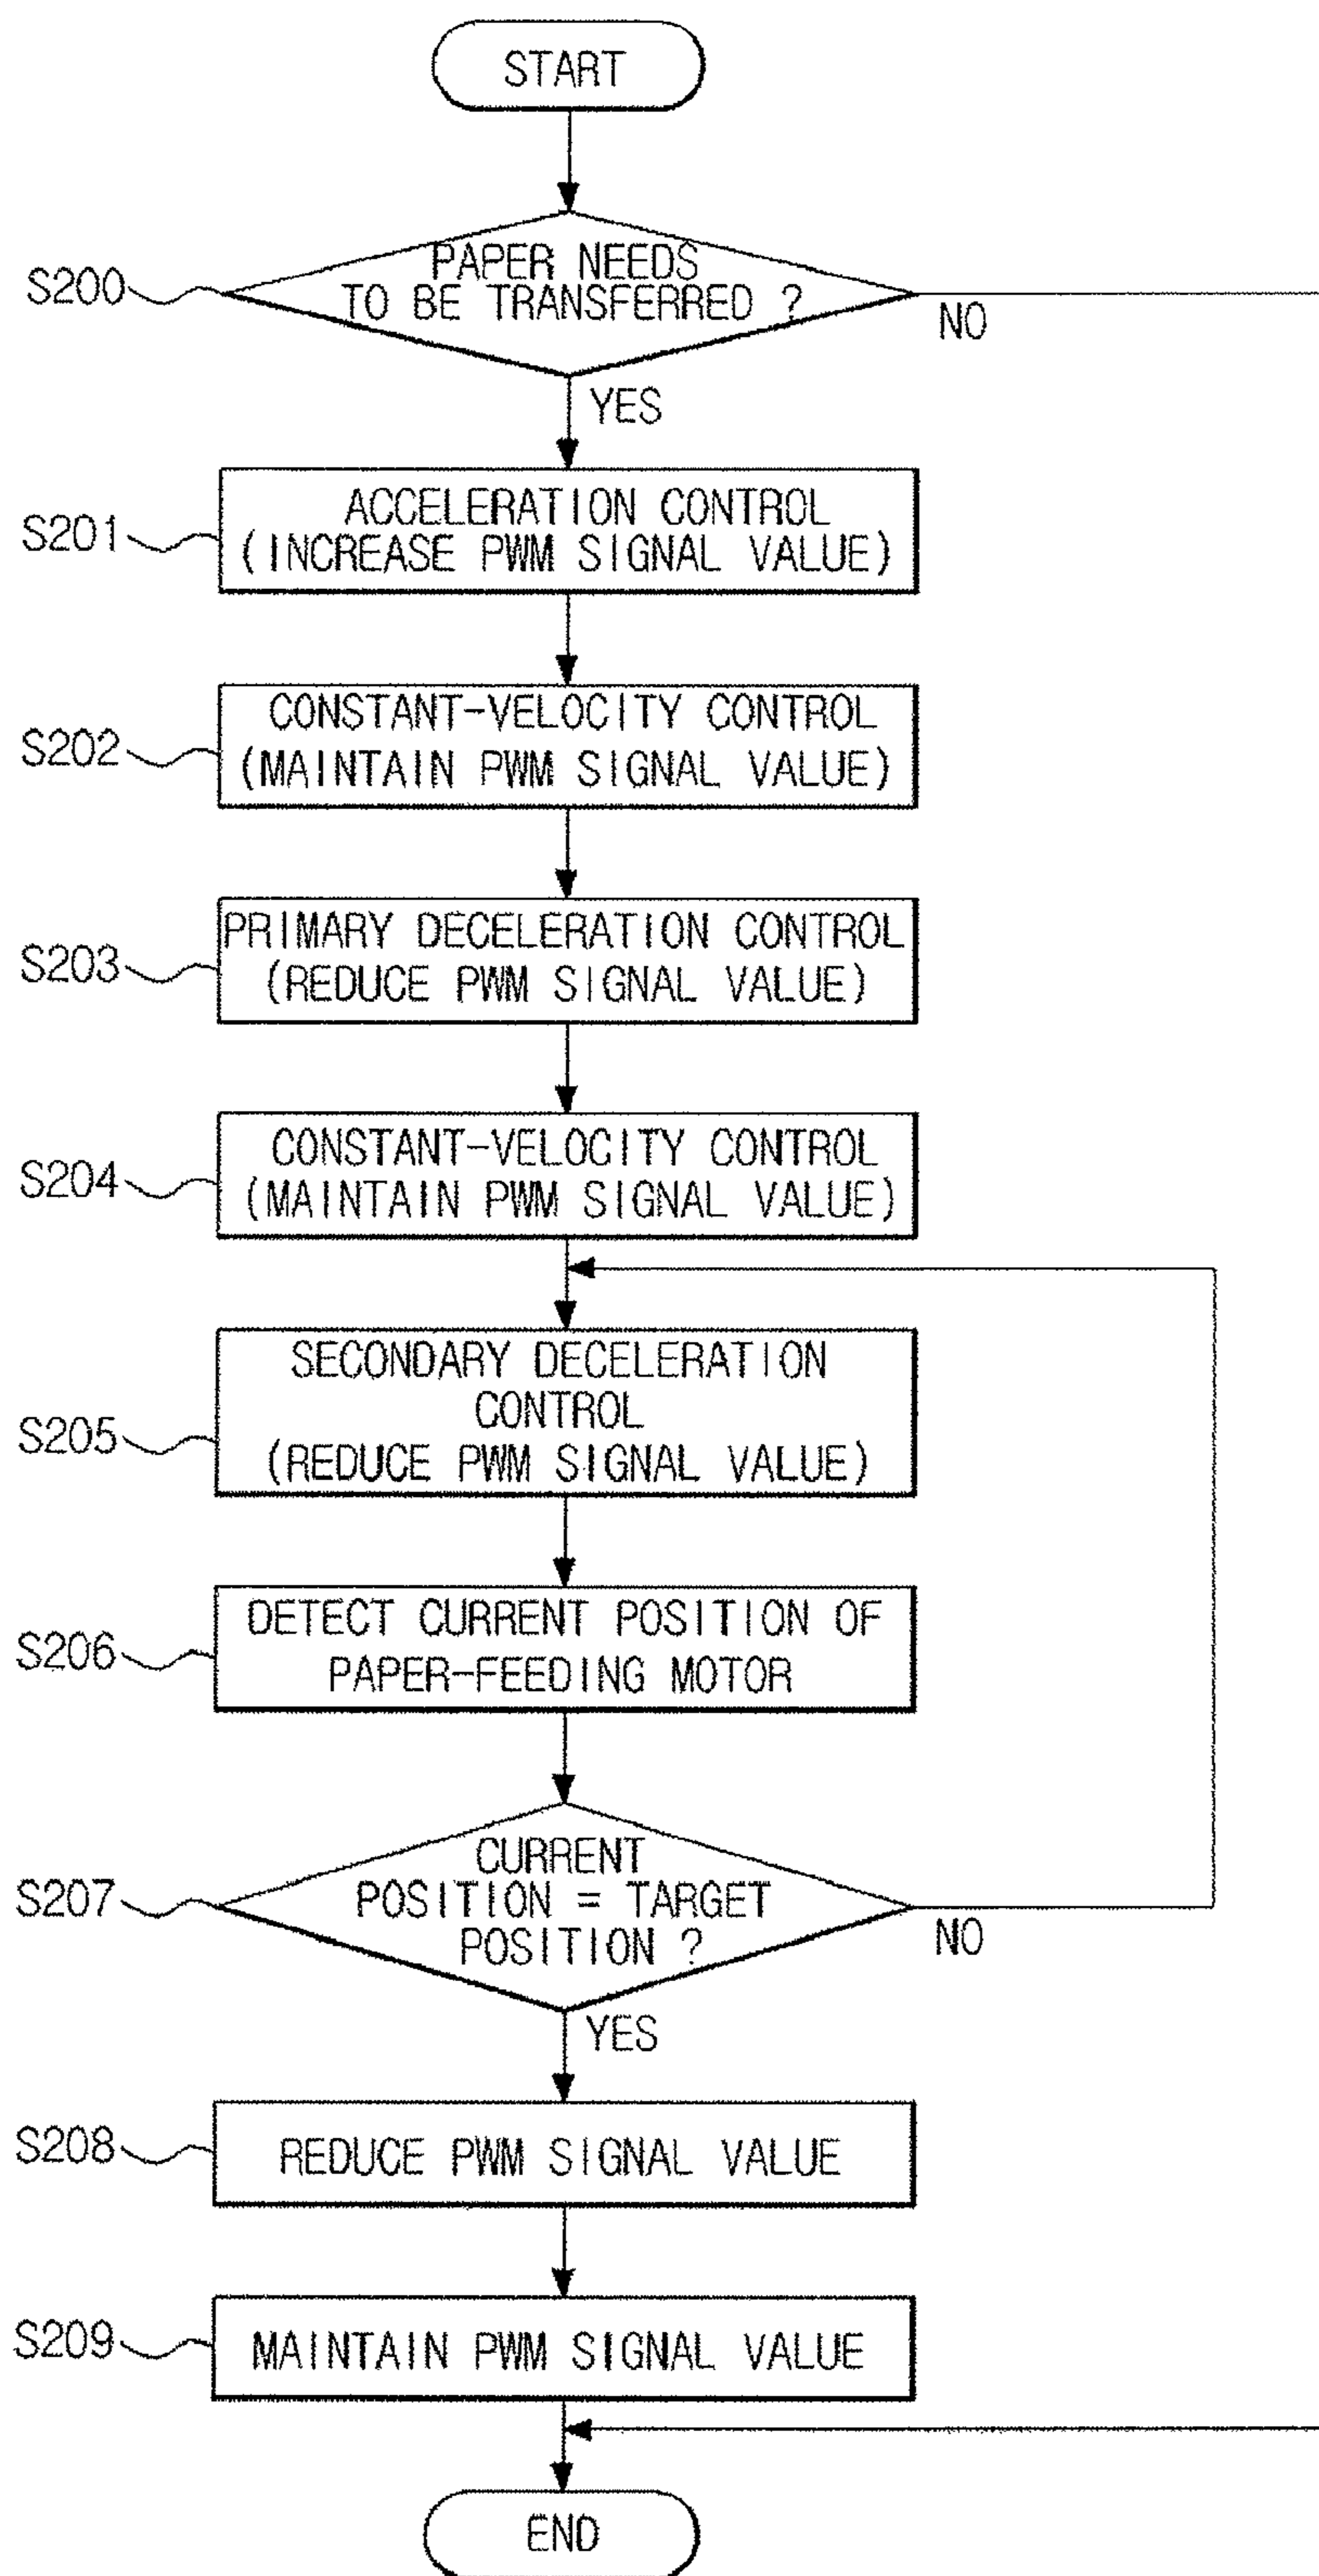 START
S200
PAPER NEEDS
TO BE TRANSFERRED ?
NO
YES
S201
ACCELERATION CONTROL
(INCREASE PWM SIGNAL VALUE)
S202
CONSTANT-VELOCITY CONTROL
(MAINTAIN PWM SIGNAL VALUE)
S203
PRIMARY DECELERATION CONTROL
(REDUCE PWM SIGNAL VALUE)
S204
CONSTANT-VELOCITY CONTROL
(MAINTAIN PWM SIGNAL VALUE)
S205
SECONDARY DECELERATION
CONTROL
(REDUCE PWM SIGNAL VALUE)
S206
DETECT CURRENT POSITION OF
PAPER-FEEDING MOTOR
S207
CURRENT
POSITION = TARGET
POSITION ?
NO
YES
S208
REDUCE PWM SIGNAL VALUE
S209
MAINTAIN PWM SIGNAL VALUE
END